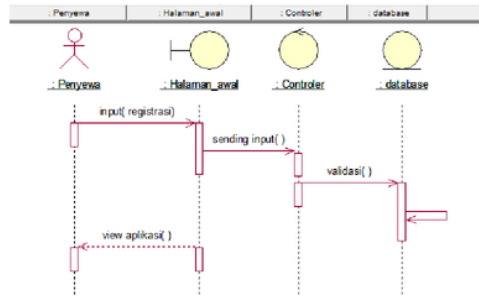 : Penyewa
: Halaman_awal
: Controler
: database
: Penyewa
: Halaman_awal
: Controler
: database
input( registrasi)
sending input( )
validasi( )
view aplikasi( )